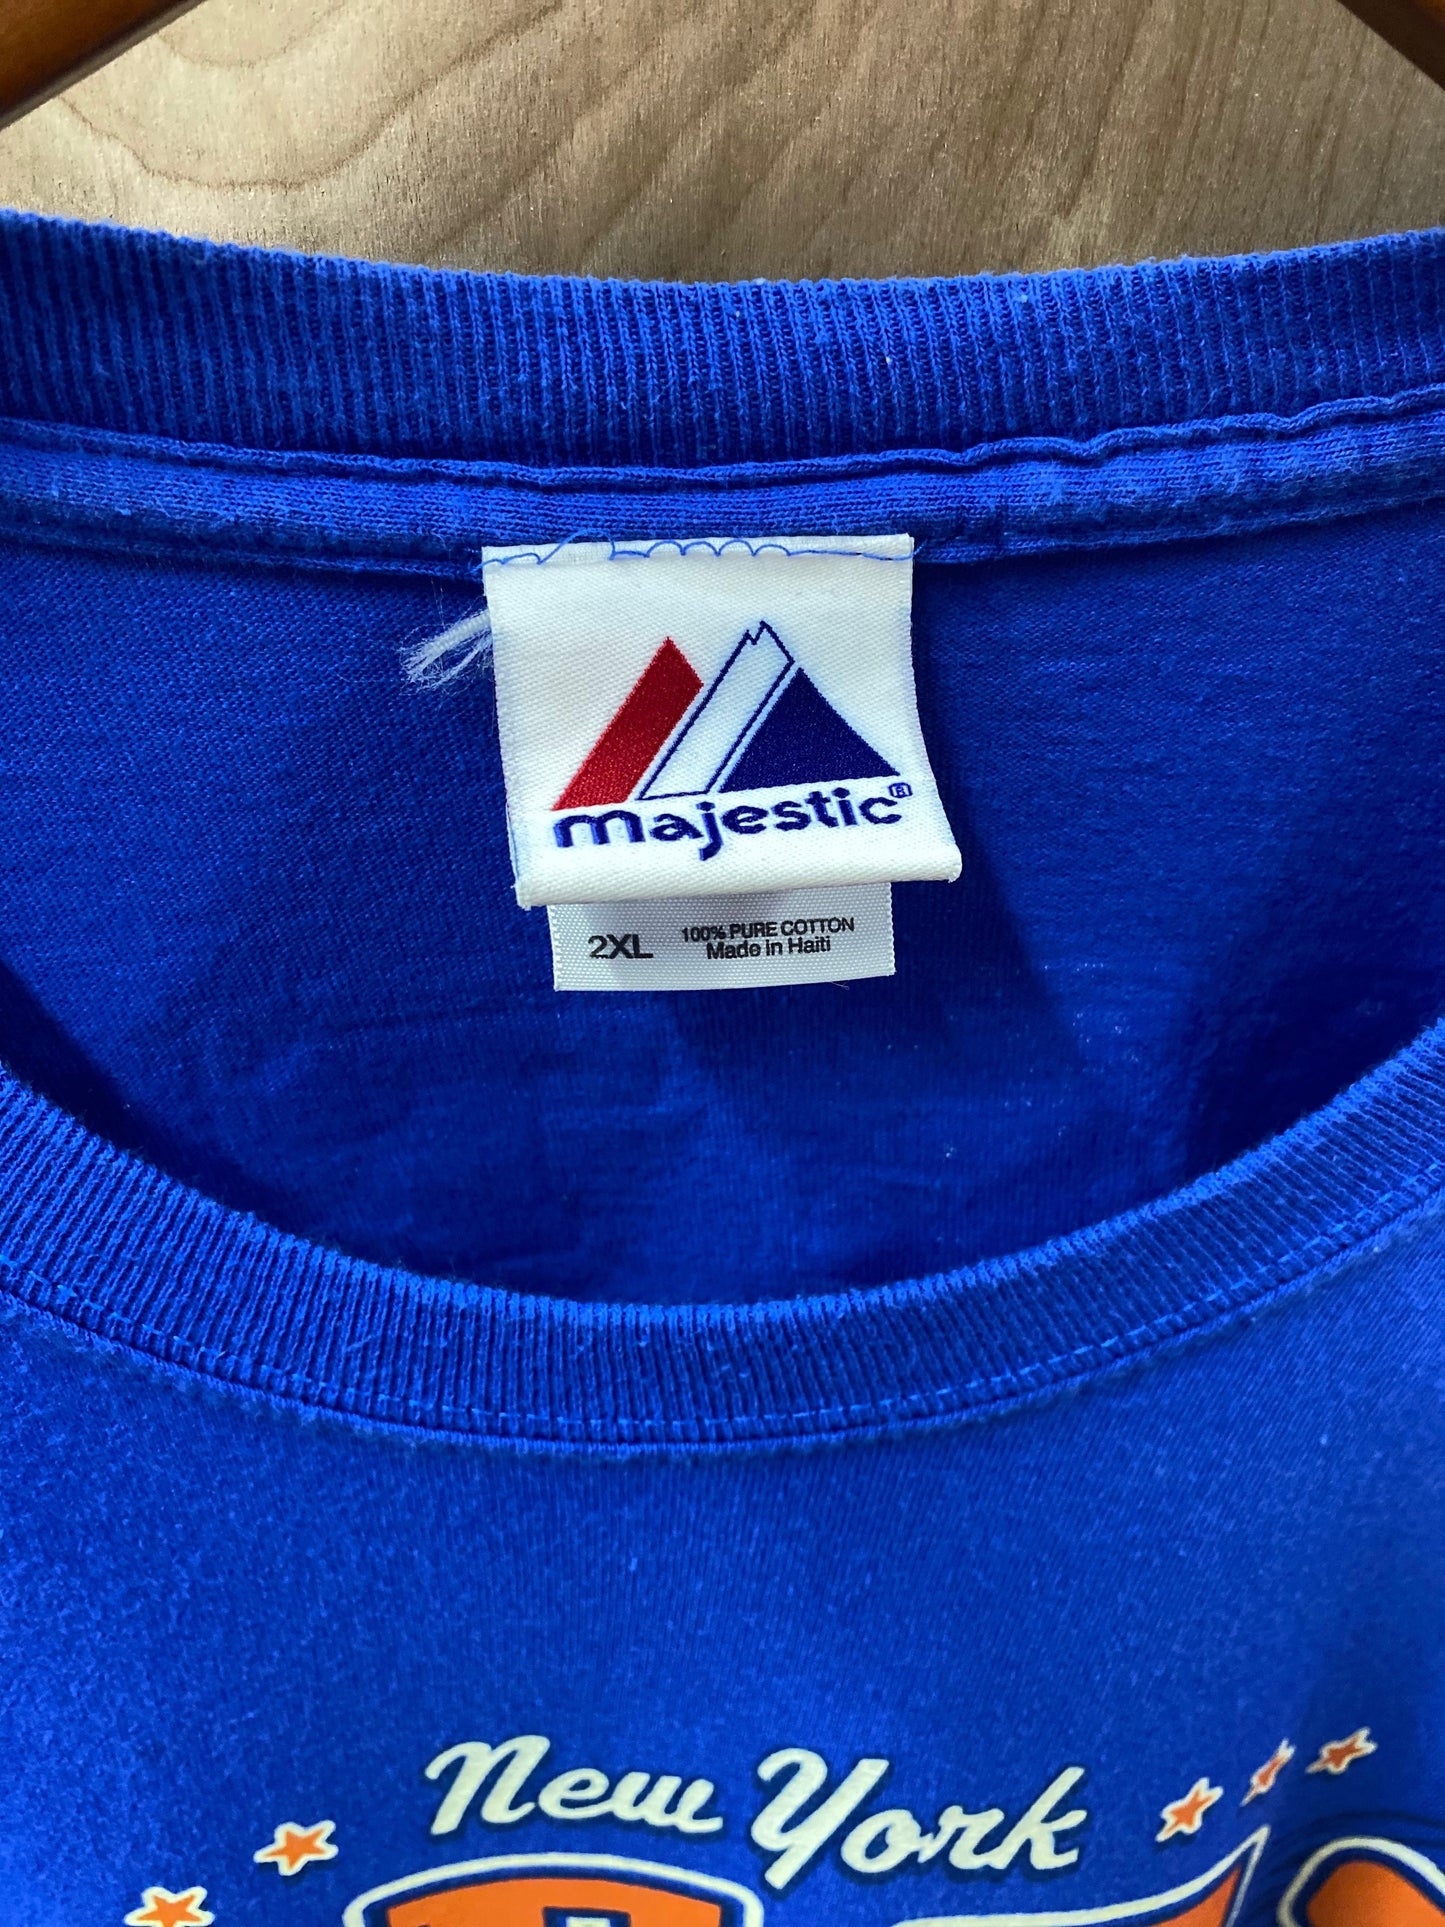 majestic®
2XL 100% PURE COTTON
Made in Haiti
New York